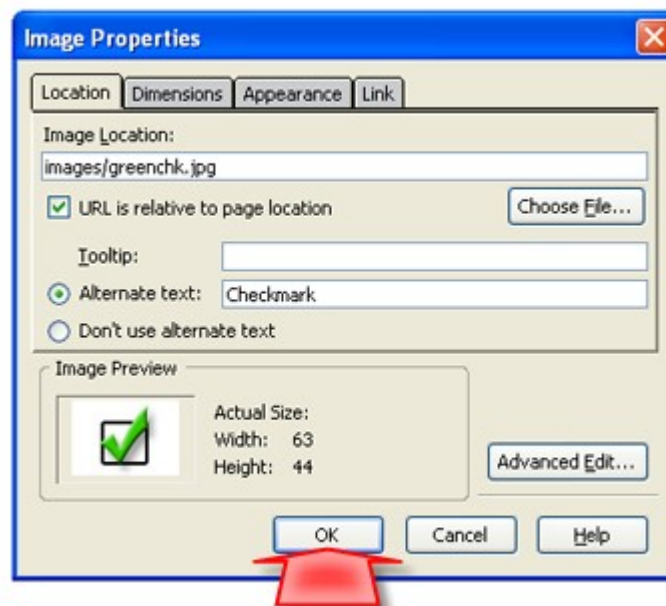 Image Properties
Location Dimensions Appearance Link
Image Location:
images/greenchk.jpg
URL is relative to page location Choose File...
Tooltip:
Alternate text: Checkmark
Don't use alternate text
Image Preview
Actual Size:
Width: 63
Height: 44
Advanced Edit...
OK Cancel Help